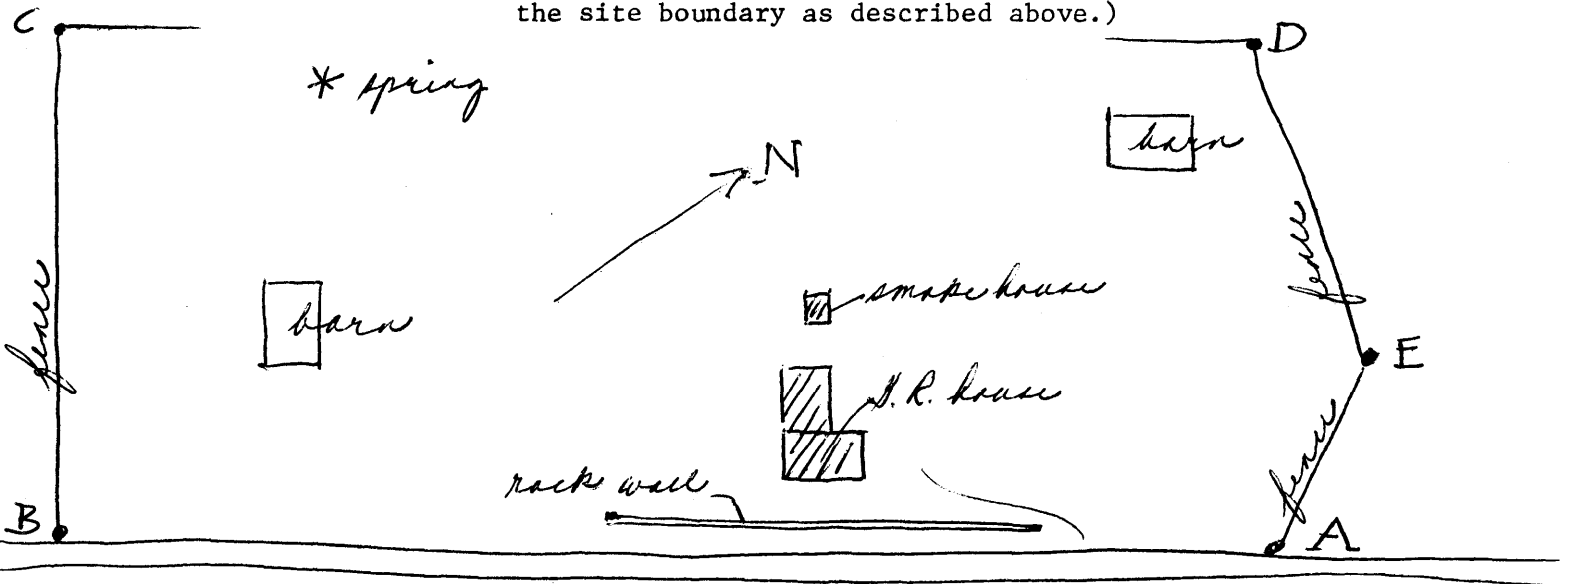 the site boundary as described above.)
C
D
* spring
N
barn
fence
smoke house
barn
fence
E
S.R. house
fence
rock wall
B
A